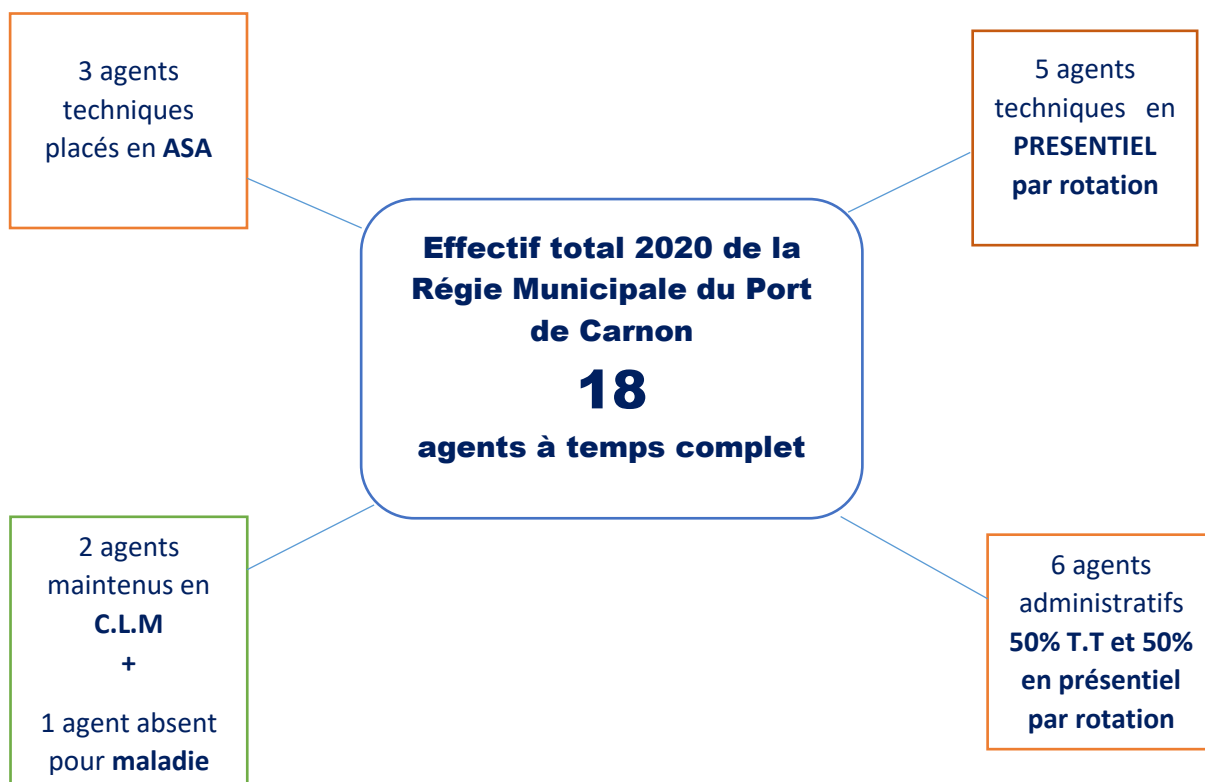 3 agents
techniques
placés en ASA
5 agents
techniques en
PRESENTIEL
par rotation
Effectif total 2020 de la
Régie Municipale du Port
de Carnon
18
agents à temps complet
2 agents
maintenus en
C.L.M
+
1 agent absent
pour maladie
6 agents
administratifs
50% T.T et 50%
en présentiel
par rotation